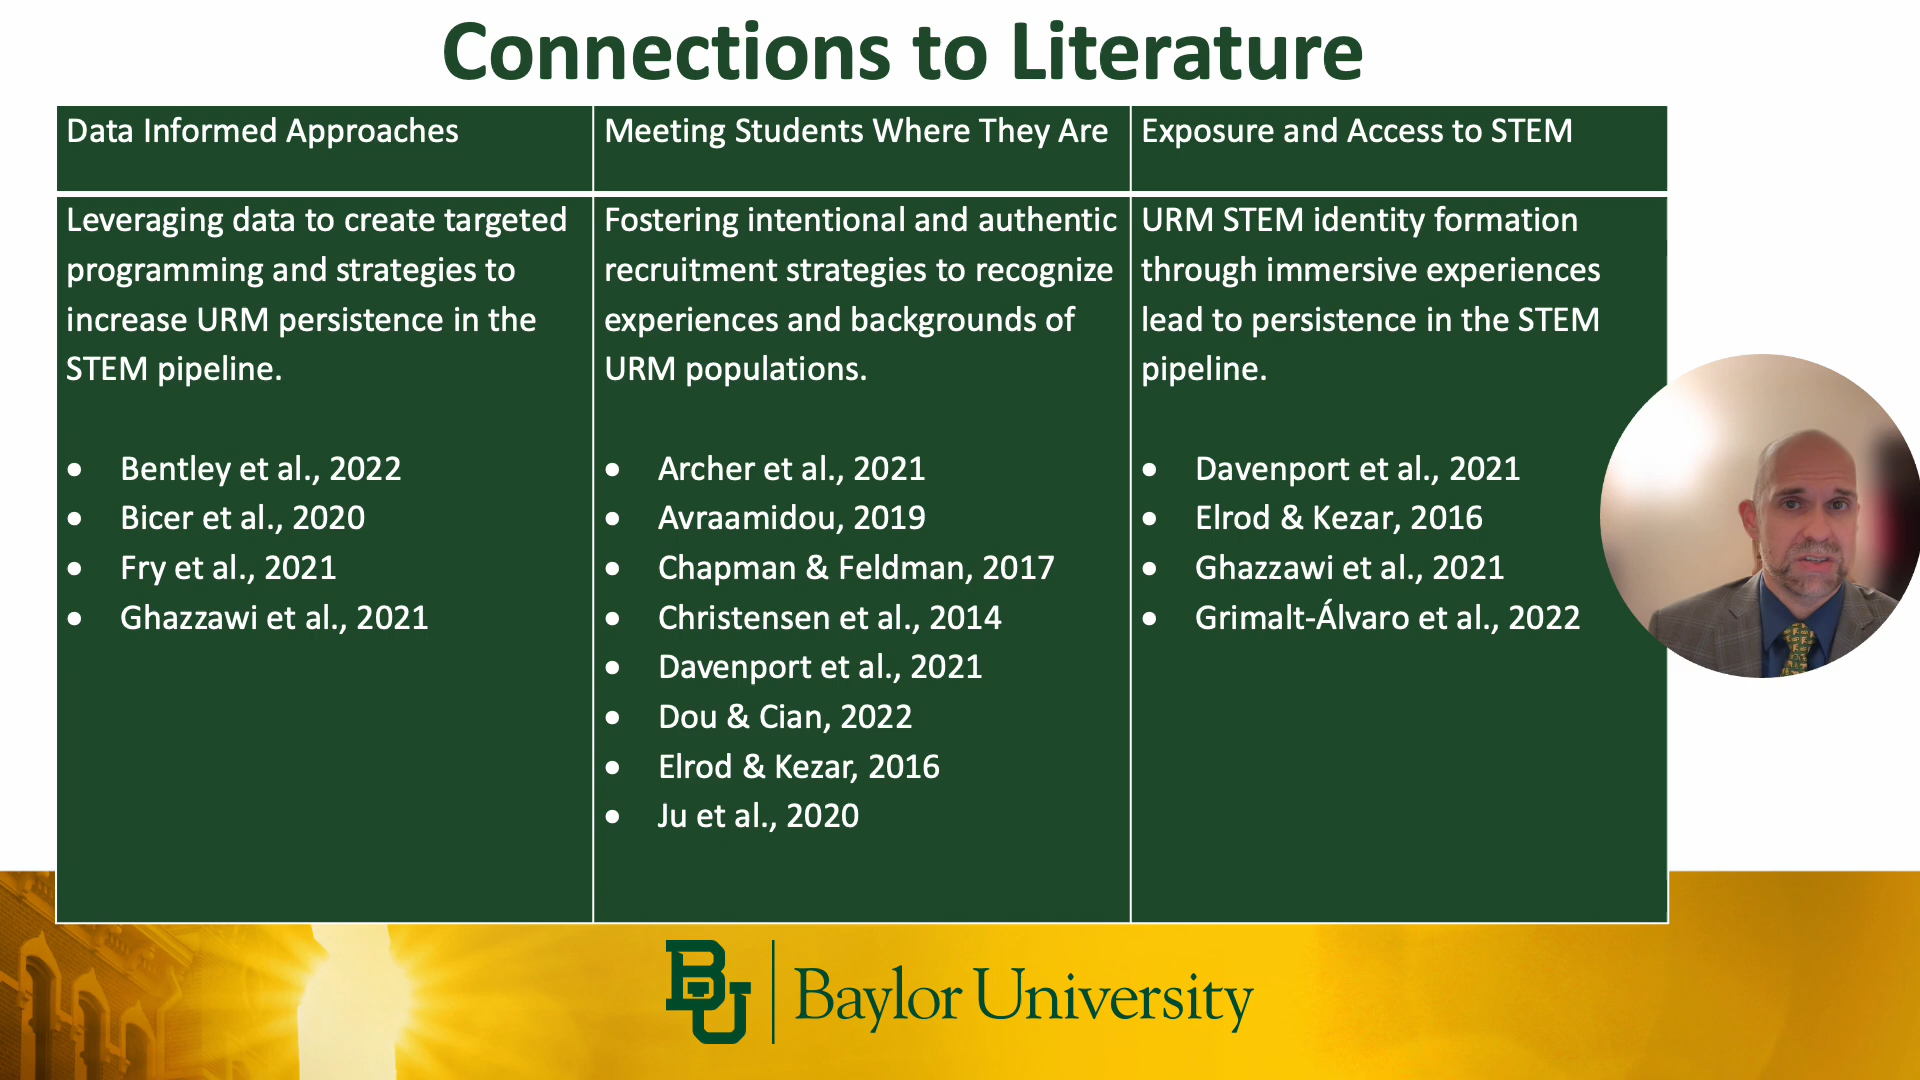 Connections to Literature
Data Informed Approaches
Leveraging data to create targeted
programming and strategies to
increase URM persistence in the
STEM pipeline.
• Bentley et al., 2022
• Bicer et al., 2020
• Fry et al., 2021
• Ghazzawi et al., 2021
Meeting Students Where They Are
Fostering intentional and authentic
recruitment strategies to recognize
experiences and backgrounds of
URM populations.
• Archer et al., 2021
• Avraamidou, 2019
• Chapman & Feldman, 2017
• Christensen et al., 2014
• Davenport et al., 2021
• Dou & Cian, 2022
• Elrod & Kezar, 2016
• Ju et al., 2020
Exposure and Access to STEM
URM STEM identity formation
through immersive experiences
lead to persistence in the STEM
pipeline.
• Davenport et al., 2021
• Elrod & Kezar, 2016
• Ghazzawi et al., 2021
• Grimalt-Álvaro et al., 2022
BU
Baylor University